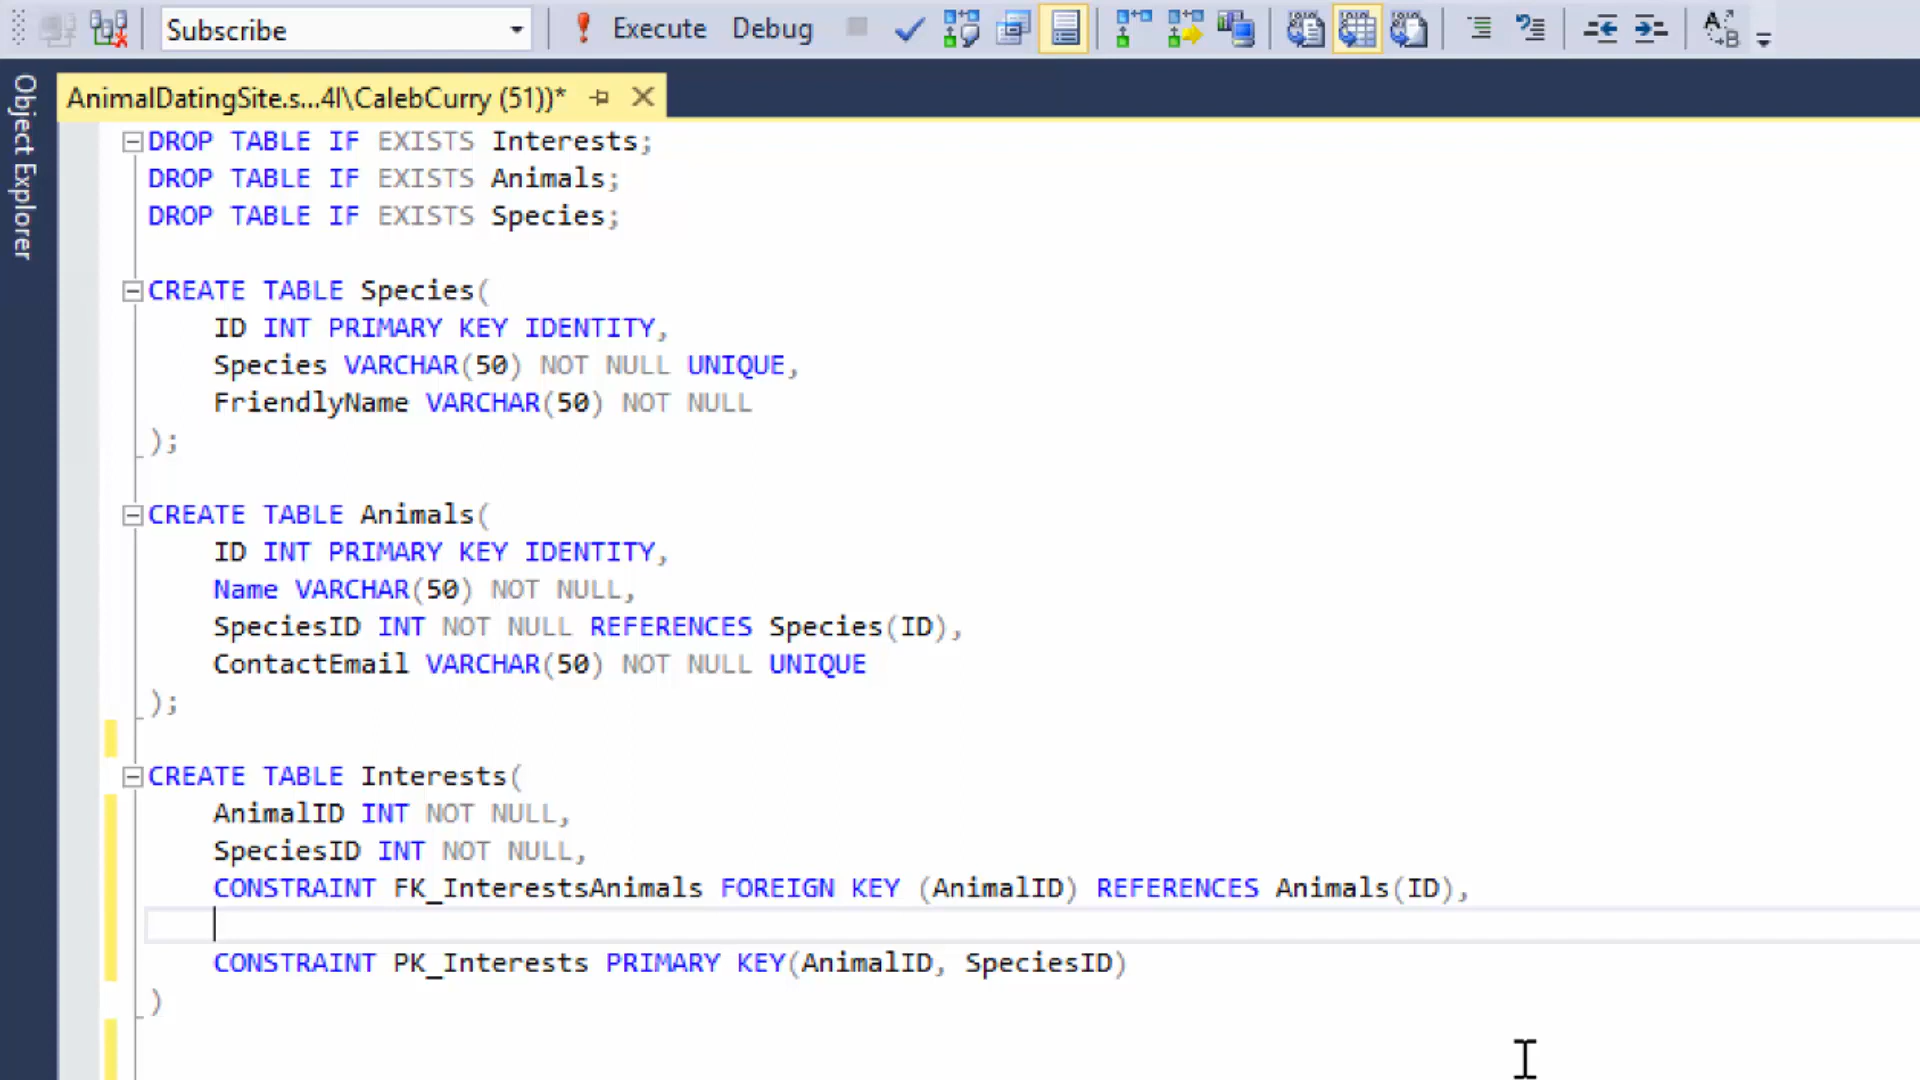 Subscribe Execute Debug
Object Explorer
AnimalDatingSite.s...4l\CalebCurry (51))*
DROP TABLE IF EXISTS Interests;
DROP TABLE IF EXISTS Animals;
DROP TABLE IF EXISTS Species;
CREATE TABLE Species(
ID INT PRIMARY KEY IDENTITY,
Species VARCHAR(50) NOT NULL UNIQUE,
FriendlyName VARCHAR(50) NOT NULL
);
CREATE TABLE Animals(
ID INT PRIMARY KEY IDENTITY,
Name VARCHAR(50) NOT NULL,
SpeciesID INT NOT NULL REFERENCES Species(ID),
ContactEmail VARCHAR(50) NOT NULL UNIQUE
);
CREATE TABLE Interests(
AnimalID INT NOT NULL,
SpeciesID INT NOT NULL,
CONSTRAINT FK_InterestsAnimals FOREIGN KEY (AnimalID) REFERENCES Animals(ID),
CONSTRAINT PK_Interests PRIMARY KEY(AnimalID, SpeciesID)
)